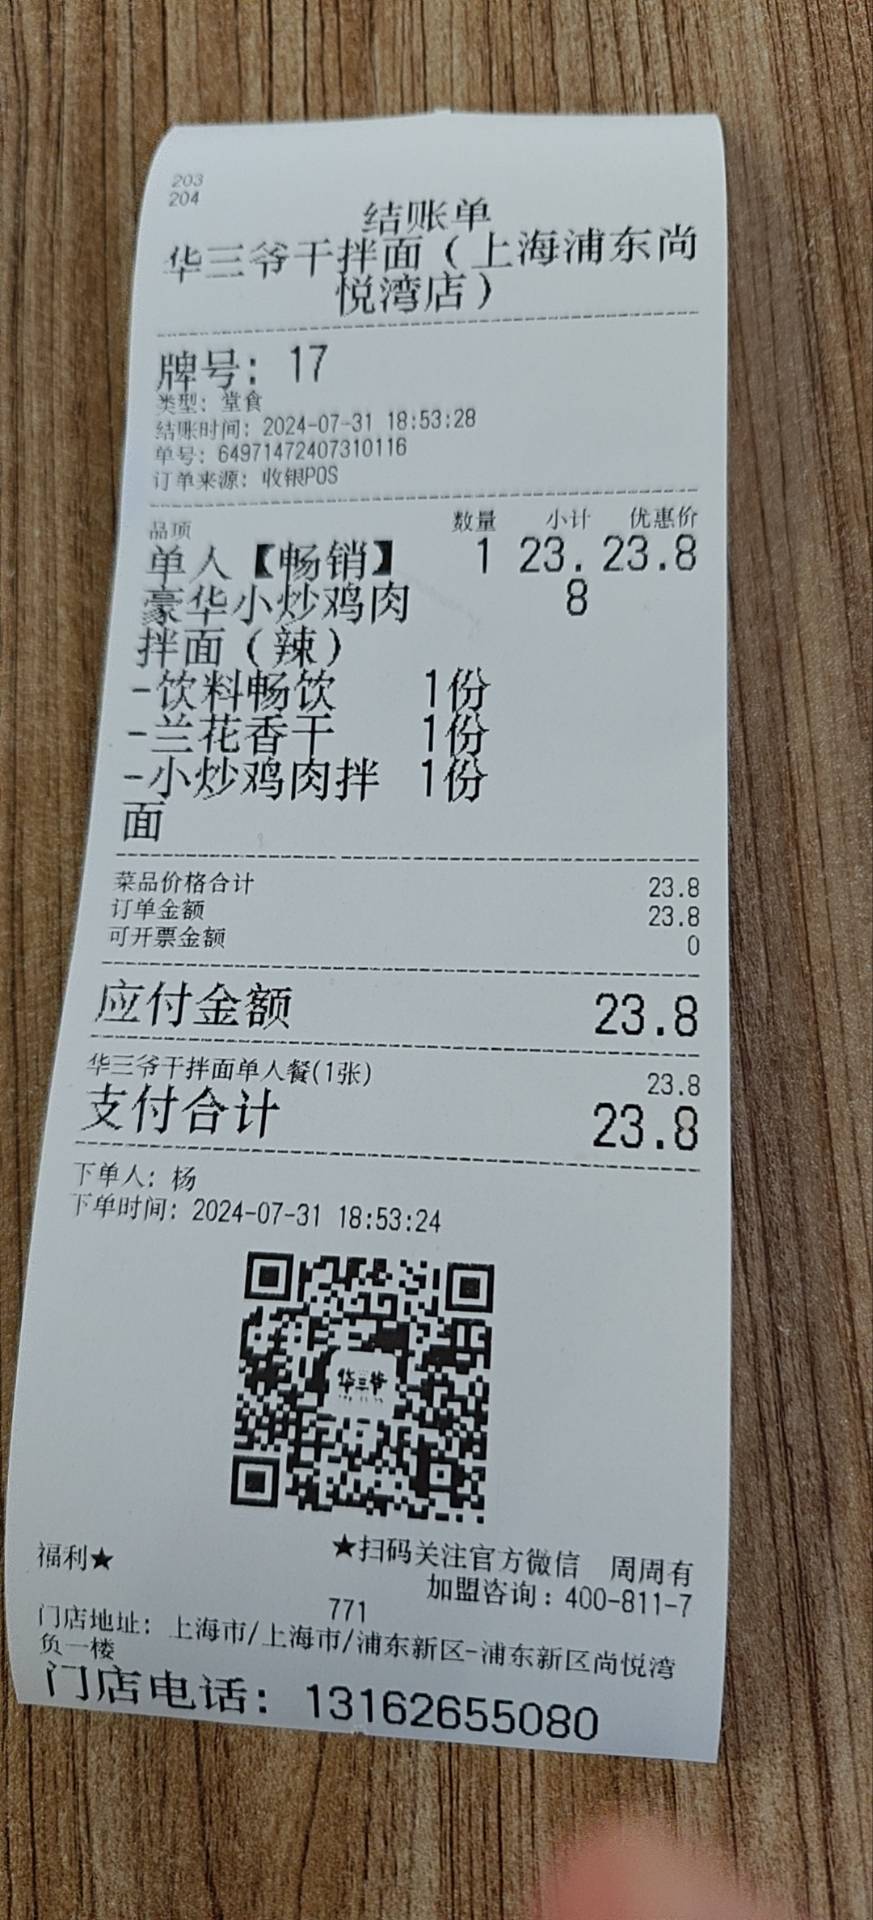 203
204
结账单
华三爷干拌面（上海浦东尚
悦湾店）
牌号：17
类型：堂食
结账时间：2024-07-31 18:53:28
单号：64971472407310116
订单来源：收银POS
品项 数量 小计 优惠价
单人【畅销】 1 23. 23.8
豪华小炒鸡肉 8
拌面（辣）
-饮料畅饮 1份
-兰花香干 1份
-小炒鸡肉拌 1份
面
菜品价格合计 23.8
订单金额 23.8
可开票金额 0
应付金额 23.8
华三爷干拌面单人餐(1张) 23.8
支付合计 23.8
下单人：杨
下单时间：2024-07-31 18:53:24
华三爷
★扫码关注官方微信 周周有
福利★
加盟咨询：400-811-7
771
门店地址：上海市/上海市/浦东新区-浦东新区尚悦湾
负一楼
门店电话：13162655080